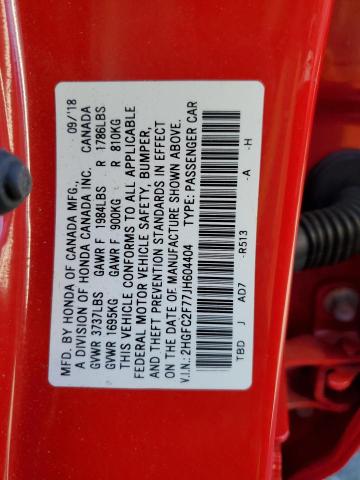 MFD. BY HONDA OF CANADA MFG., 09/18
A DIVISION OF HONDA CANADA INC. CANADA
GVWR 3737LBS GAWR F 1984LBS R 1786LBS
GVWR 1695KG GAWR F 900KG R 810KG
THIS VEHICLE CONFORMS TO ALL APPLICABLE
FEDERAL MOTOR VEHICLE SAFETY, BUMPER,
AND THEFT PREVENTION STANDARDS IN EFFECT
ON THE DATE OF MANUFACTURE SHOWN ABOVE.
V.I.N.: 2HGFC2F77JH604404 TYPE: PASSENGER CAR
TBD J AD7 -R513 -A -H